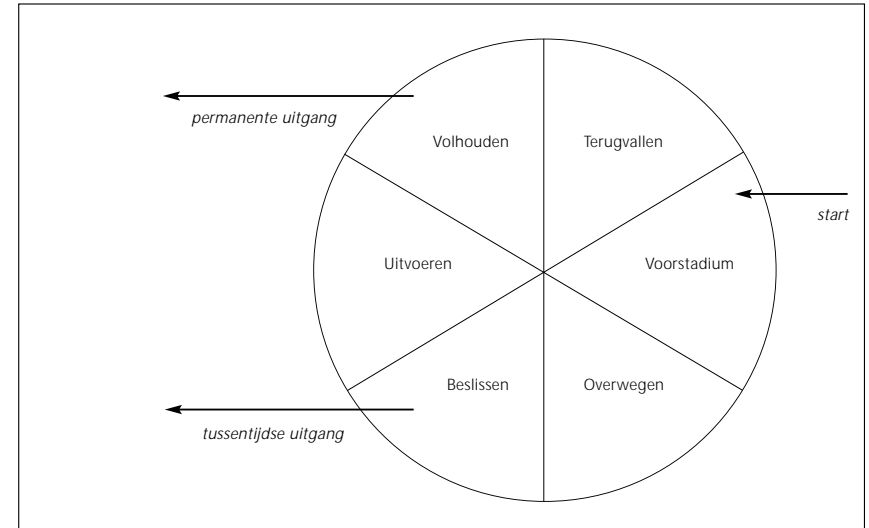 permanente uitgang
Volhouden
Terugvallen
start
Uitvoeren
Voorstadium
Beslissen
Overwegen
tussentijdse uitgang